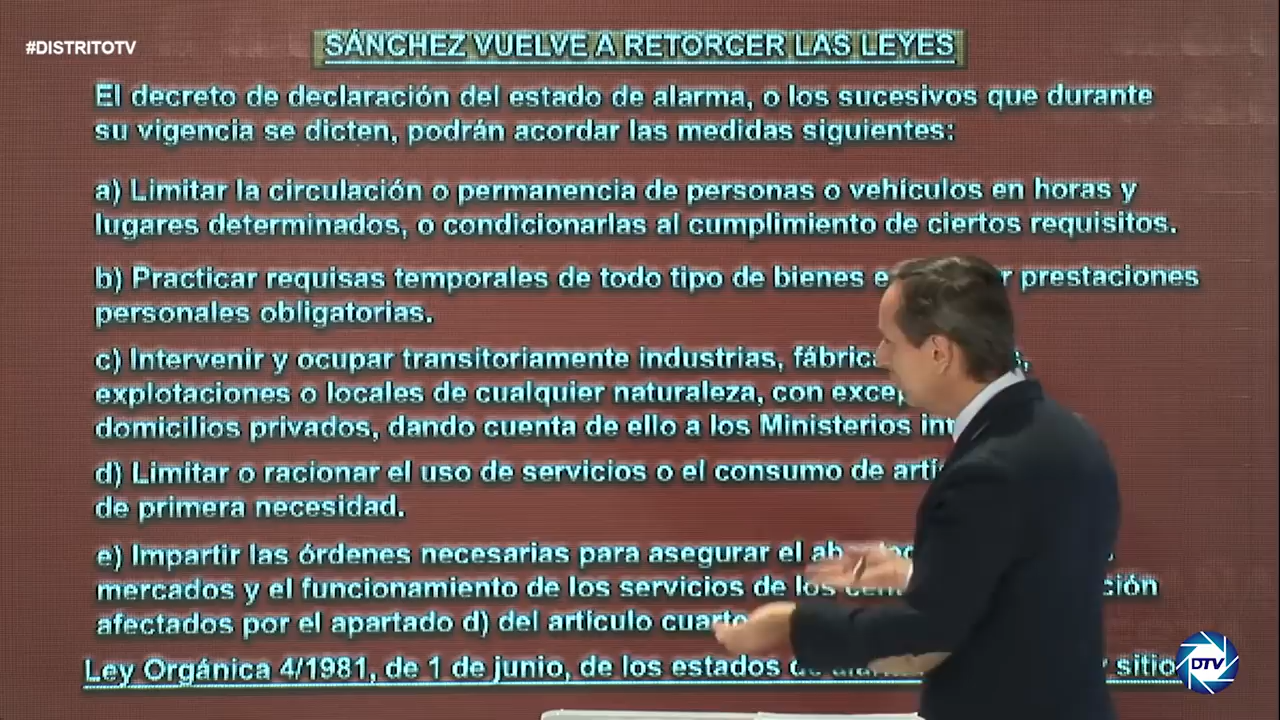 #DISTRITOTV
SÁNCHEZ VUELVE A RETORCER LAS LEYES
El decreto de declaración del estado de alarma, o los sucesivos que durante
su vigencia se dicten, podrán acordar las medidas siguientes:
a) Limitar la circulación o permanencia de personas o vehículos en horas y
lugares determinados, o condicionarlas al cumplimiento de ciertos requisitos.
b) Practicar requisas temporales de todo tipo de bienes e prestaciones
personales obligatorias.
c) Intervenir y ocupar transitoriamente industrias,
explotaciones o locales de cualquier naturaleza, con
domicilios privados, dando cuenta de ello a los Ministerios
d) Limitar o racionar el uso de servicios o el consumo de
de primera necesidad.
e) Impartir las órdenes necesarias para asegurar el
mercados y el funcionamiento de los servicios de los
afectados por el apartado d) del artículo cuarto
Ley Orgánica 4/1981, de 1 de junio, de los estados sitio
DTV